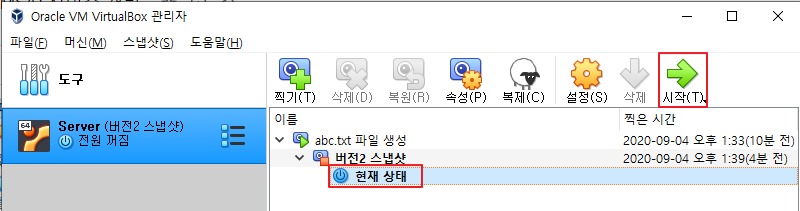 Oracle VM VirtualBox 관리자
파일(F) 머신(M) 스냅샷(S) 도움말(H)
도구
찍기(T) 삭제(D) 복원(R) 속성(P) 복제(C) 설정(S) 삭제 시작(T)
이름 찍은 시간
64 Server (버전2 스냅샷)
전원 꺼짐
abc.txt 파일 생성 2020-09-04 오후 1:33(10분 전)
버전2 스냅샷 2020-09-04 오후 1:39(4분 전)
현재 상태